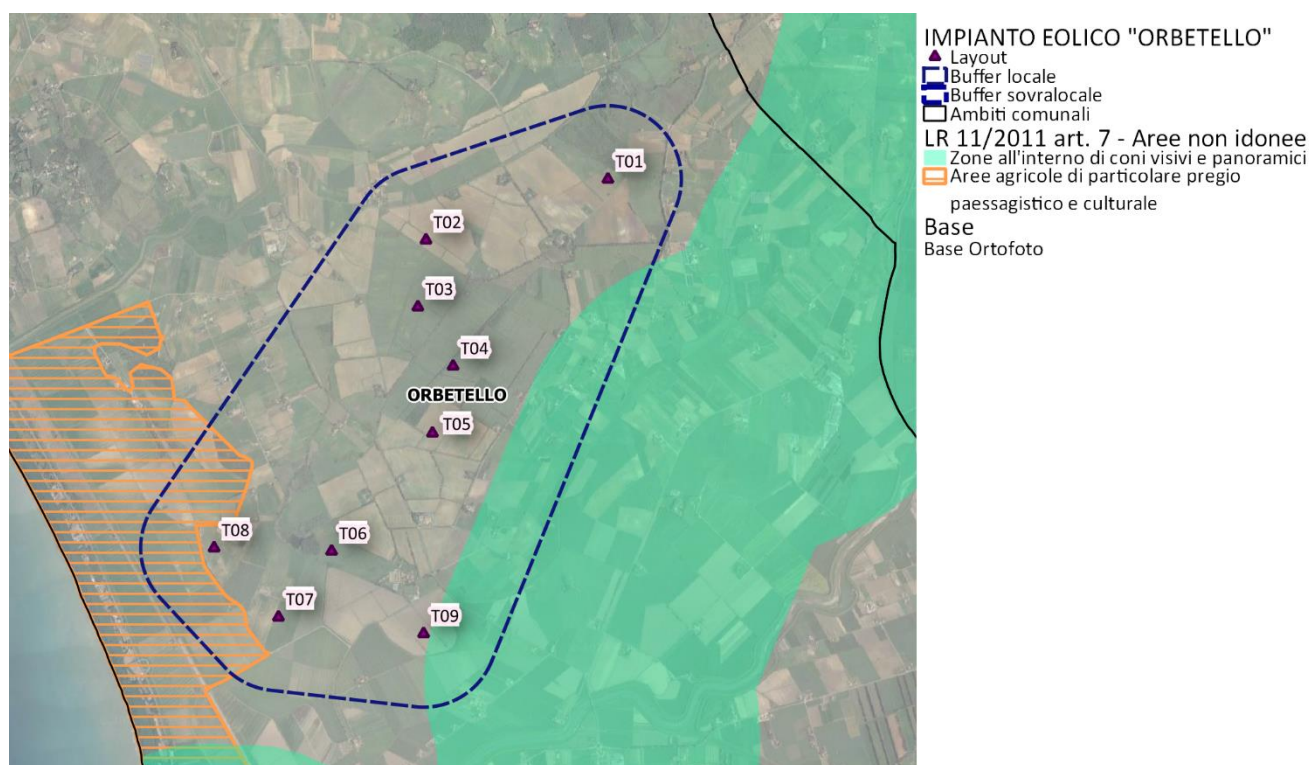 IMPIANTO EOLICO "ORBETELLO"
Layout
Buffer locale
Buffer sovralocale
Ambiti comunali
LR 11/2011 art. 7 - Aree non idonee
Zone all'interno di coni visivi e panoramici
Aree agricole di particolare pregio
paessagistico e culturale
Base
Base Ortofoto
T01
T02
T03
T04
ORBETELLO
T05
T08
T06
T07
T09